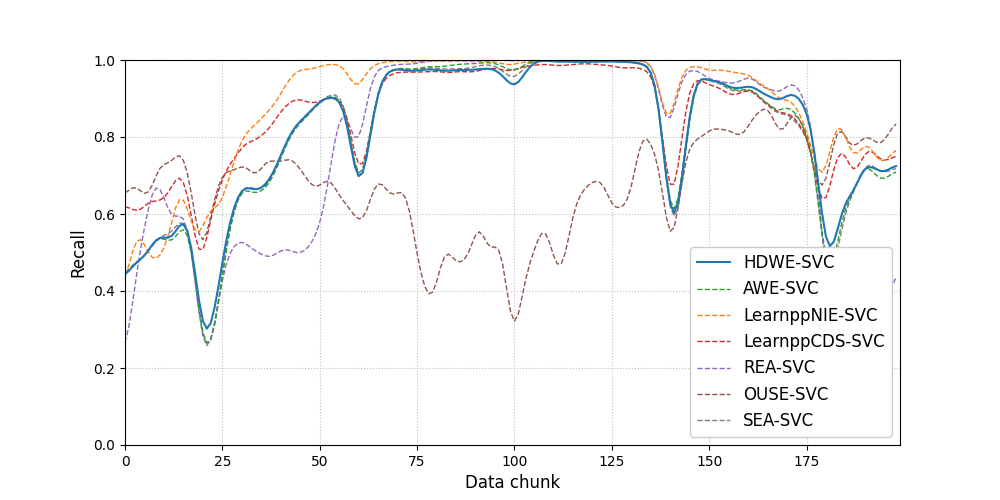 1.0
0.8
0.6
0.4
0.2
0.0
Recall
0
25
50
75
100
125
150
175
Data chunk
HDWE-SVC
AWE-SVC
LearnppNIE-SVC
LearnppCDS-SVC
REA-SVC
OUSE-SVC
SEA-SVC